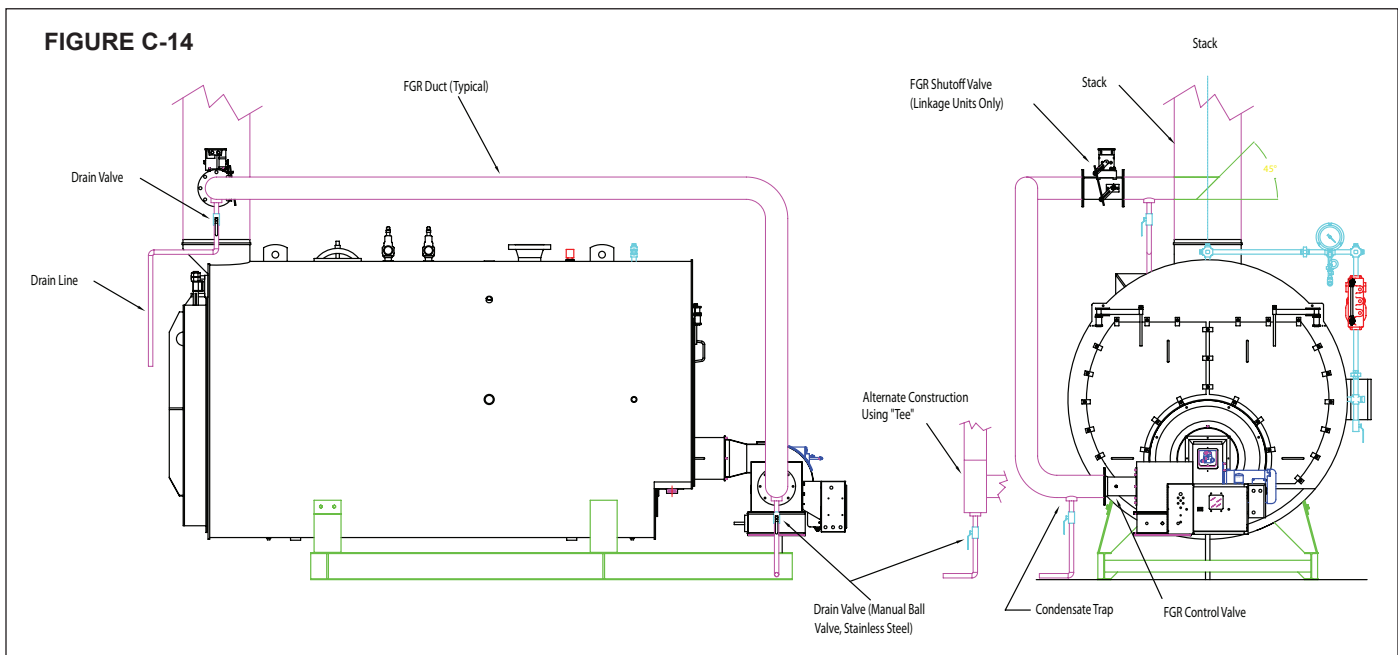 FIGURE C-14
Stack
FGR Duct (Typical)
FGR Shutoff Valve
(Linkage Units Only)
Stack
Drain Valve
45°
Drain Line
Alternate Construction
Using "Tee"
Drain Valve (Manual Ball
Valve, Stainless Steel)
Condensate Trap
FGR Control Valve